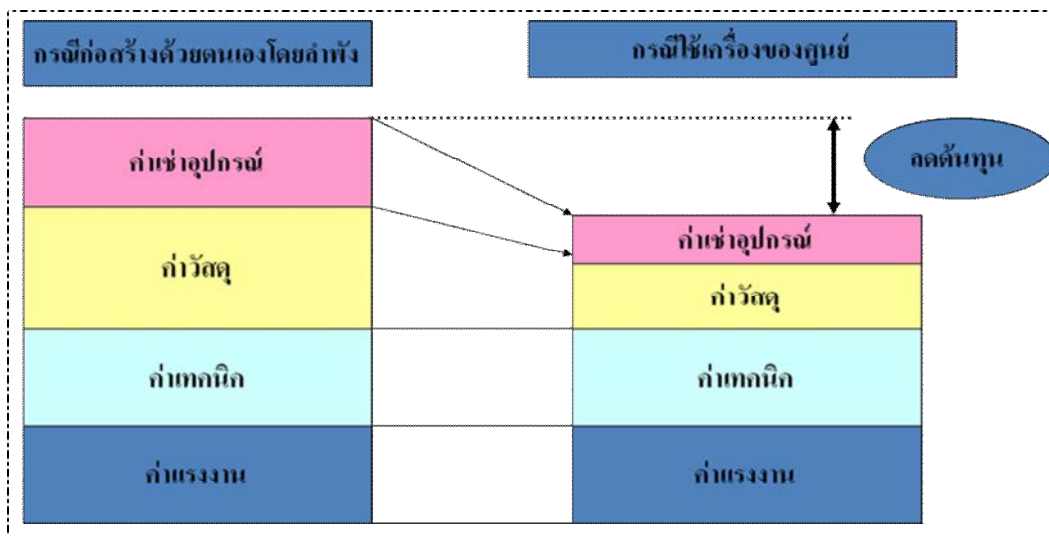 กรณีก่อสร้างด้วยตนเองโดยลำพัง
กรณีใช้เครื่องของศูนย์
ค่าเช่าอุปกรณ์
ลดต้นทุน
ค่าเช่าอุปกรณ์
ค่าวัสดุ
ค่าวัสดุ
ค่าเทคนิค
ค่าเทคนิค
ค่าแรงงาน
ค่าแรงงาน